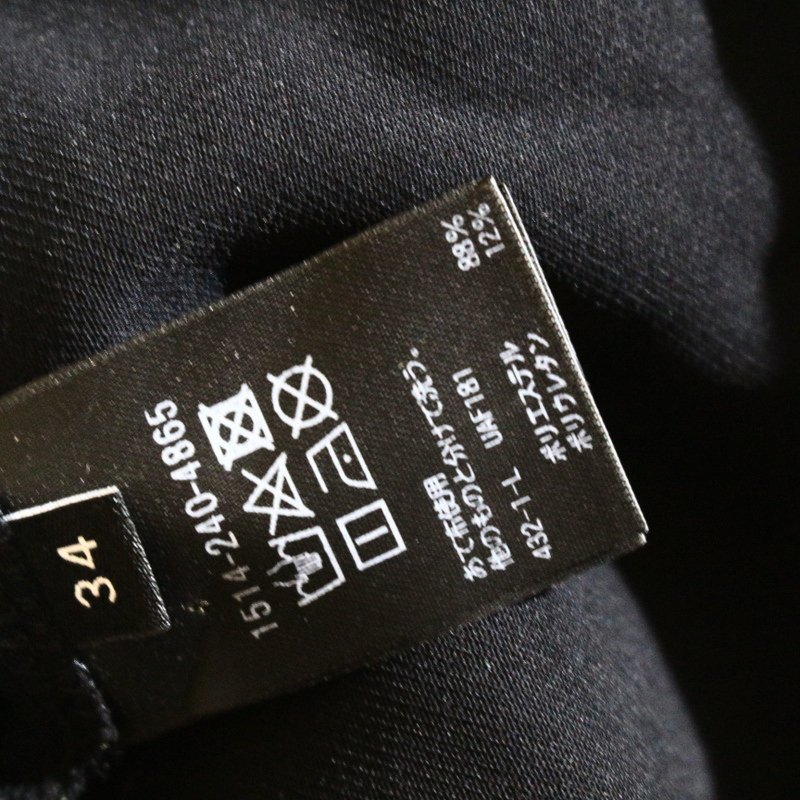 34
1514-240-4865
あて布使用
他のものと分けて洗う。
432-1-L UAF181
ポリエステル 88%
ポリウレタン 12%